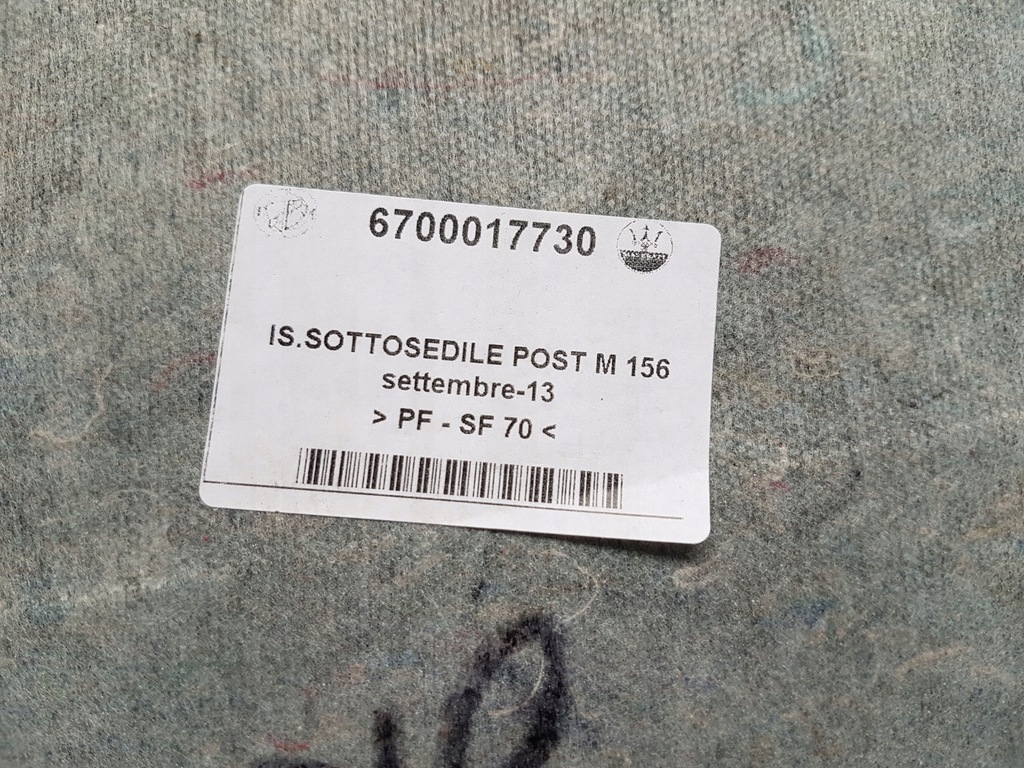 6700017730
IS.SOTTOSEDILE POST M 156
settembre-13
> PF - SF 70 <